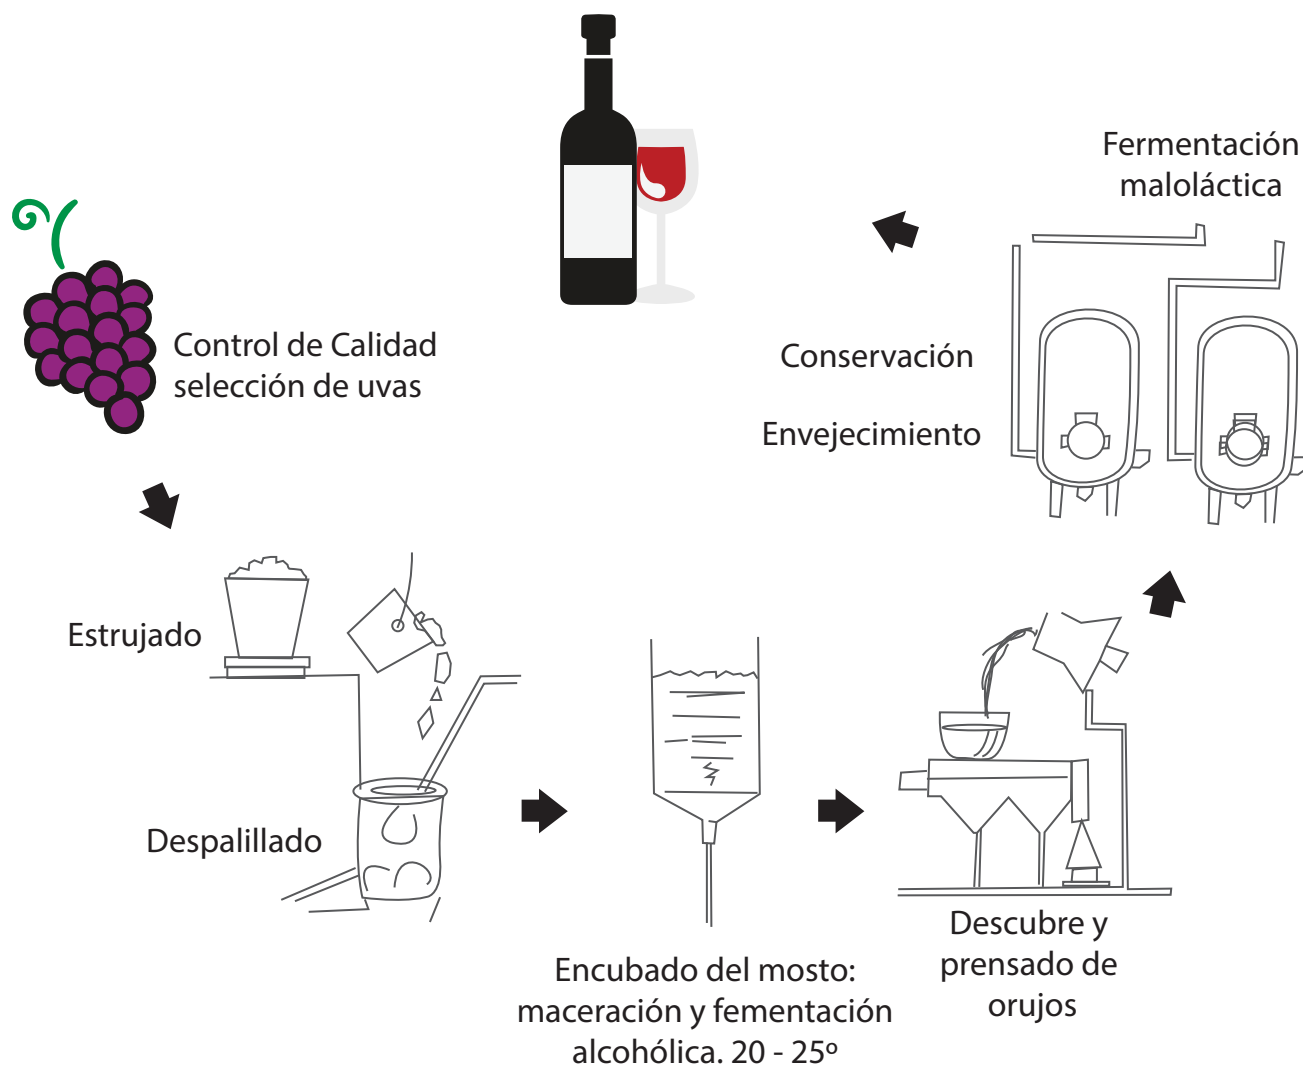 Control de Calidad
selección de uvas
Estrujado
Despalillado
Encubado del mosto:
maceración y fementación
alcohólica. 20 - 25º
Descubre y
prensado de
orujos
Fermentación
maloláctica
Conservación
Envejecimiento